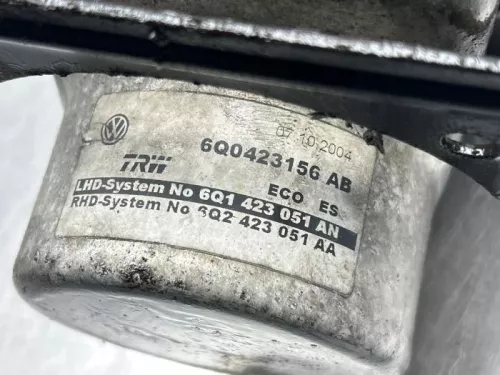 07.10.2004
6Q0423156 AB
TRW
ECO ES
LHD-System No 6Q1 423 051 AN
RHD-System No 6Q2 423 051 AA